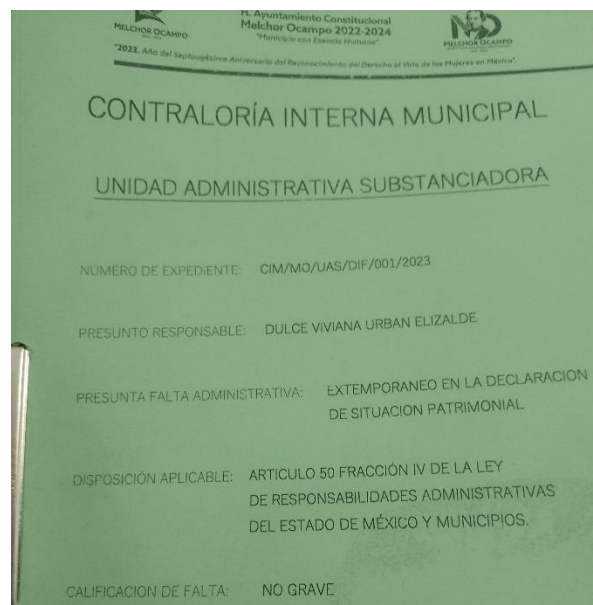 MELCHOR OCAMPO
H. Ayuntamiento Constitucional
Melchor Ocampo 2022-2024
"Municipio con Esencia Humana"
MELCHOR OCAMPO
"2023. Año del Septuagésimo Aniversario del Reconocimiento del Derecho al Voto de las Mujeres en México"
CONTRALORÍA INTERNA MUNICIPAL
UNIDAD ADMINISTRATIVA SUBSTANCIADORA
NUMERO DE EXPEDIENTE: CIM/MO/UAS/DIF/001/2023
PRESUNTO RESPONSABLE: DULCE VIVIANA URBAN ELIZALDE
PRESUNTA FALTA ADMINISTRATIVA: EXTEMPORANEO EN LA DECLARACION
DE SITUACION PATRIMONIAL
DISPOSICIÓN APLICABLE: ARTICULO 50 FRACCIÓN IV DE LA LEY
DE RESPONSABILIDADES ADMINISTRATIVAS
DEL ESTADO DE MÉXICO Y MUNICIPIOS.
CALIFICACION DE FALTA: NO GRAVE